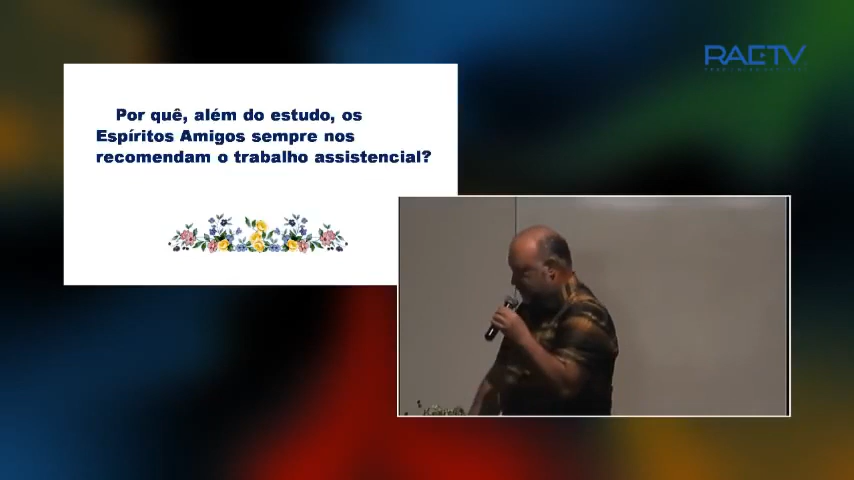 RAETV
Por quê, além do estudo, os
Espíritos Amigos sempre nos
recomendam o trabalho assistencial?